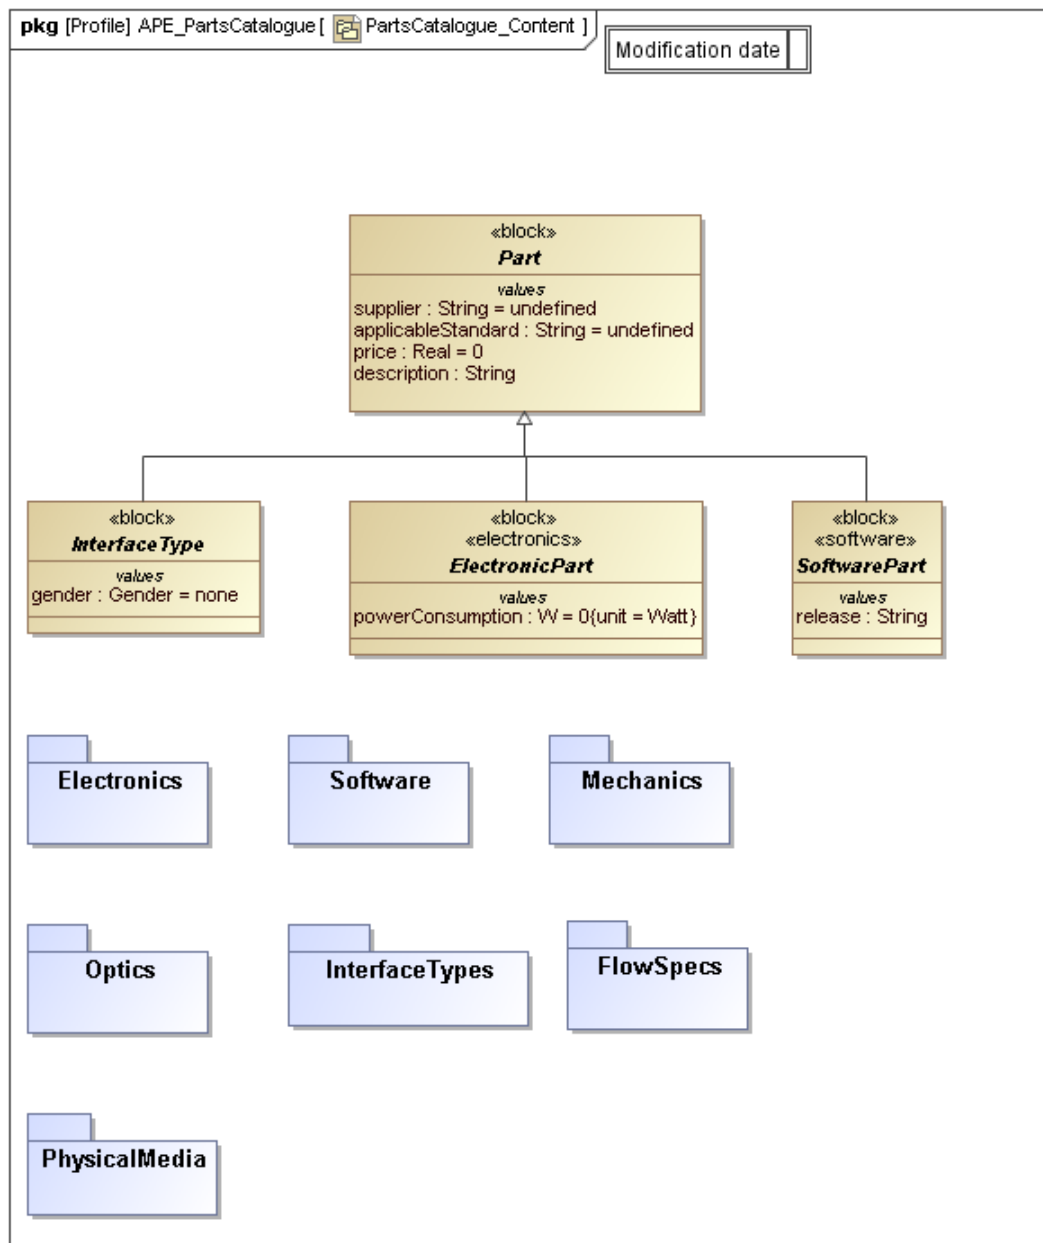 pkg [Profile] APE_PartsCatalogue [ PartsCatalogue_Content ]
Modification date
«block»
Part
values
supplier : String = undefined
applicableStandard : String = undefined
price : Real = 0
description : String
«block»
InterfaceType
values
gender : Gender = none
«block»
«electronics»
ElectronicPart
values
powerConsumption : W = 0{unit = Watt}
«block»
«software»
SoftwarePart
values
release : String
Electronics
Software
Mechanics
Optics
InterfaceTypes
FlowSpecs
PhysicalMedia